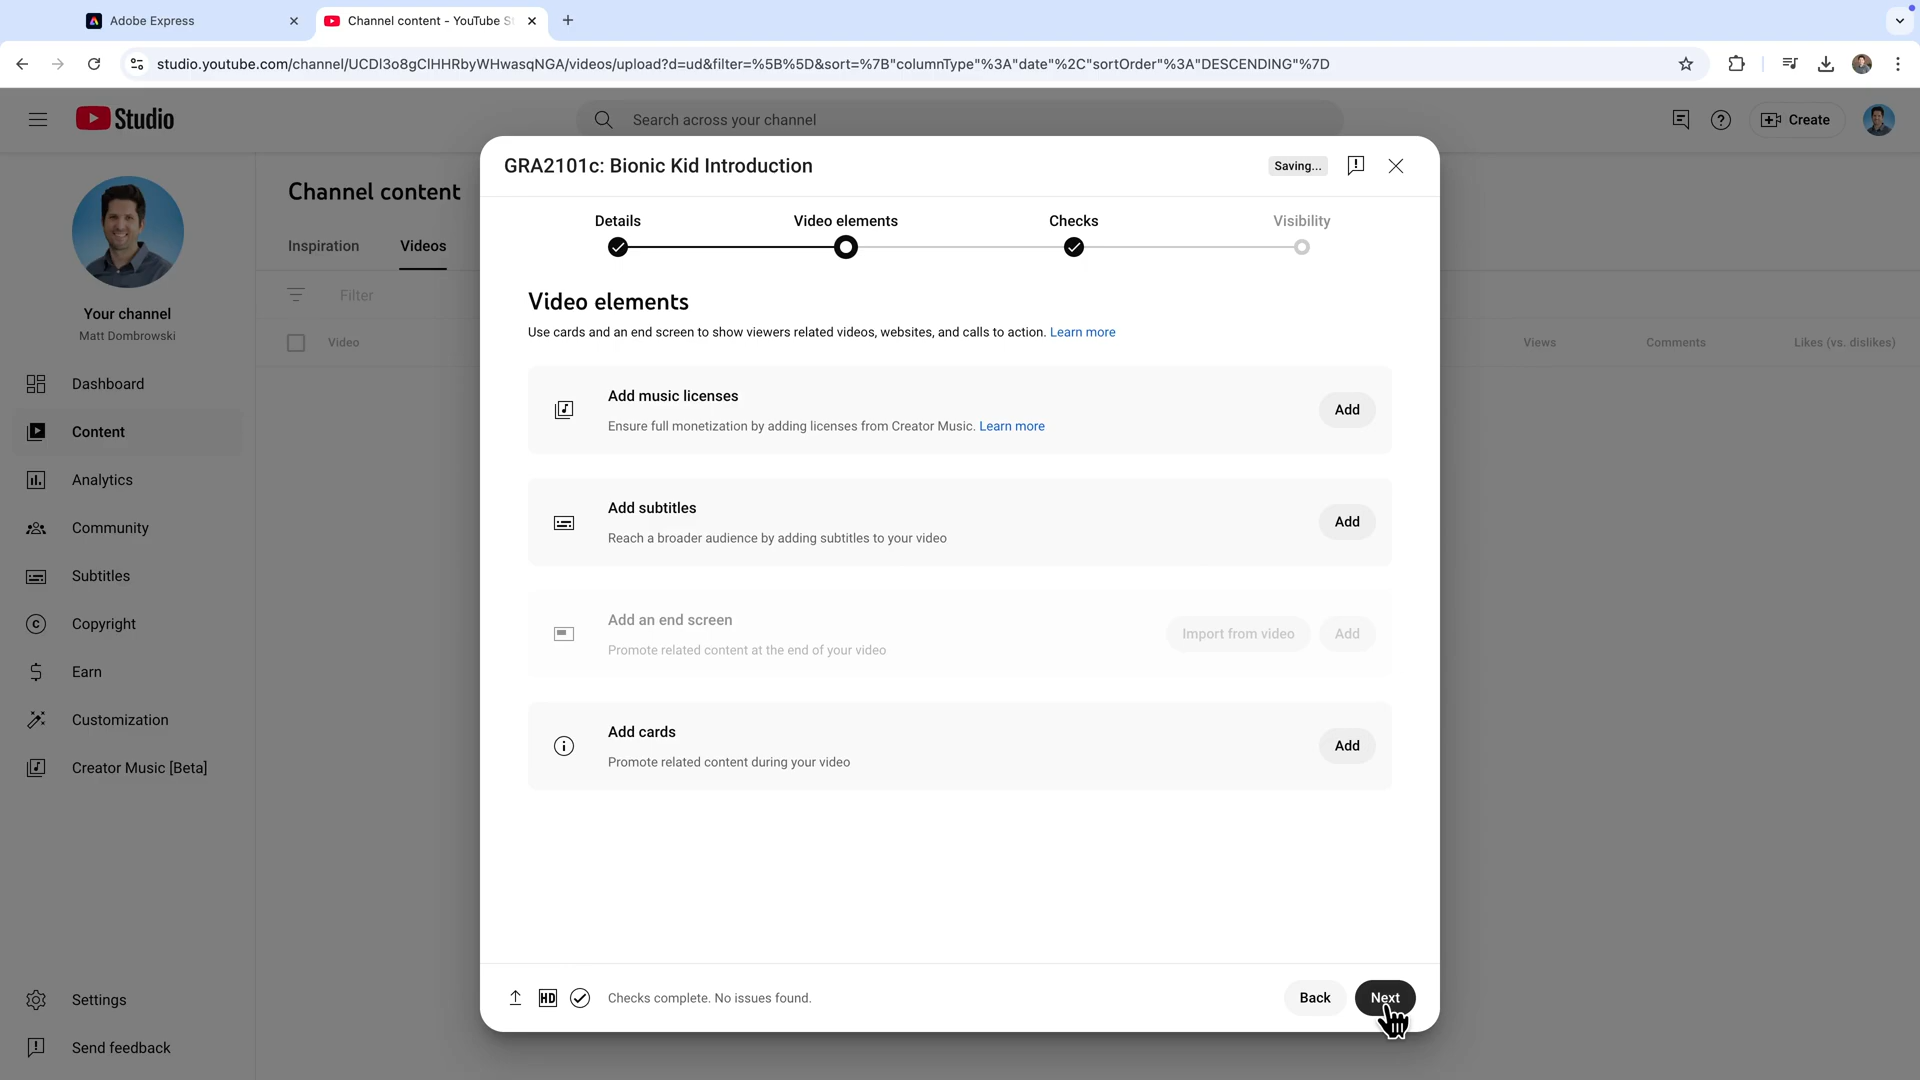 Adobe Express
Channel content - YouTube S
studio.youtube.com/channel/UCDI3o8gClHHRbyWHwasqNGA/videos/upload?d=ud&filter=%5B%5D&sort=%7B"columnType"%3A"date"%2C"sortOrder"%3A"DESCENDING"%7D
Studio
Search across your channel
Create
GRA2101c: Bionic Kid Introduction
Saving...
Channel content
Details
Video elements
Checks
Visibility
Inspiration
Videos
Filter
Video
Views
Comments
Likes (vs. dislikes)
Your channel
Matt Dombrowski
Dashboard
Content
Analytics
Community
Subtitles
Copyright
Earn
Customization
Creator Music [Beta]
Settings
Send feedback
Video elements
Use cards and an end screen to show viewers related videos, websites, and calls to action. Learn more
Add music licenses
Ensure full monetization by adding licenses from Creator Music. Learn more
Add
Add subtitles
Reach a broader audience by adding subtitles to your video
Add
Add an end screen
Promote related content at the end of your video
Import from video
Add
Add cards
Promote related content during your video
Add
HD
Checks complete. No issues found.
Back
Next